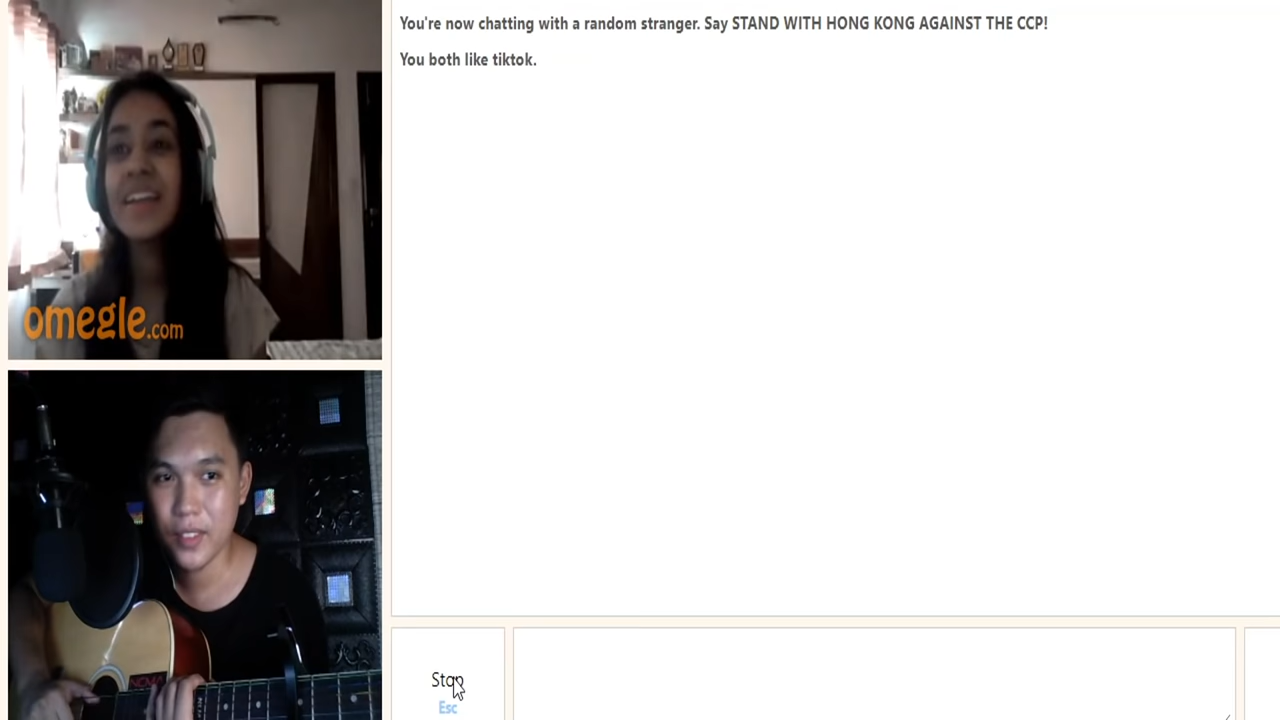 You're now chatting with a random stranger. Say STAND WITH HONG KONG AGAINST THE CCP!
You both like tiktok.
omegle.com
NOVA
Stop
Esc